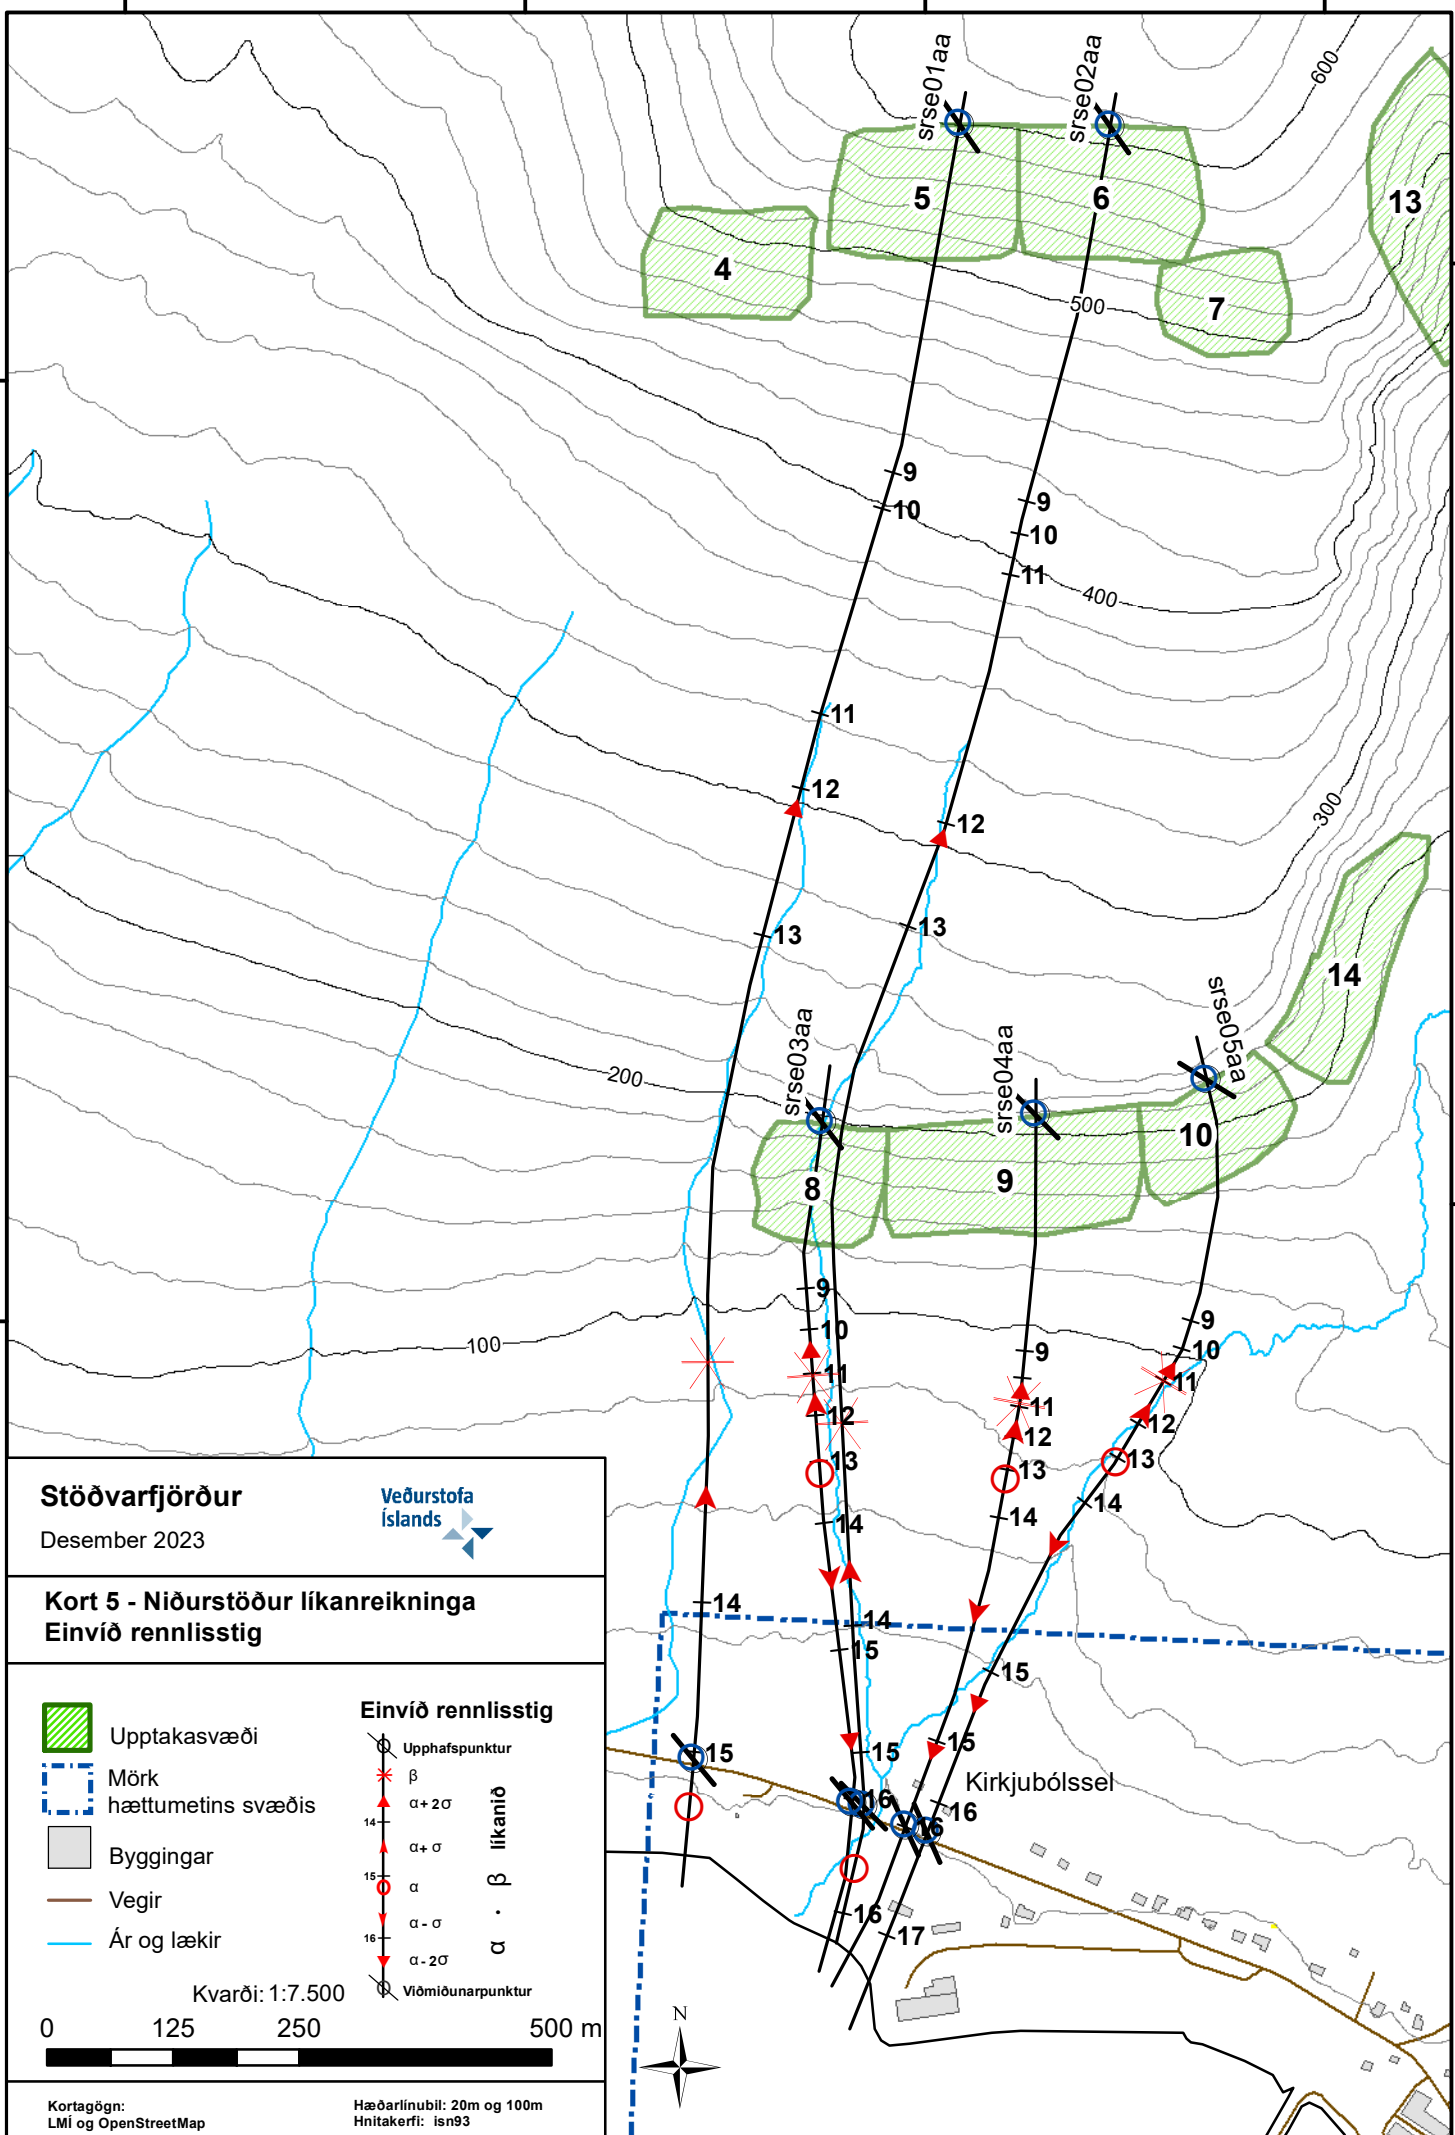 600
srse01aa
srse02aa
5
6
13
4
7
500
9
10
9
10
11
400
11
12
12
300
13
13
14
srse03aa
srse04aa
srse05aa
200
8
9
10
9
10
11
12
13
14
15
16
100
9
11
12
13
14
15
16
9
10
11
12
13
14
15
16
17
14
15
14
15
16
Kirkjubólssel
Stöðvarfjörður
Desember 2023
Veðurstofa
Íslands
Kort 5 - Niðurstöður líkanreikninga
Einvíð rennlisstig
Upptakasvæði
Mörk
hættumetins svæðis
Byggingar
Vegir
Ár og lækir
Einvíð rennlisstig
Upphafspunktur
β
α+ 2σ
14
α+ σ
15
α
α - σ
16
α - 2σ
Viðmiðunarpunktur
α · β líkanið
Kvarði: 1:7.500
0 125 250 500 m
N
Kortagögn:
LMÍ og OpenStreetMap
Hæðarlínubil: 20m og 100m
Hnitakerfi: isn93